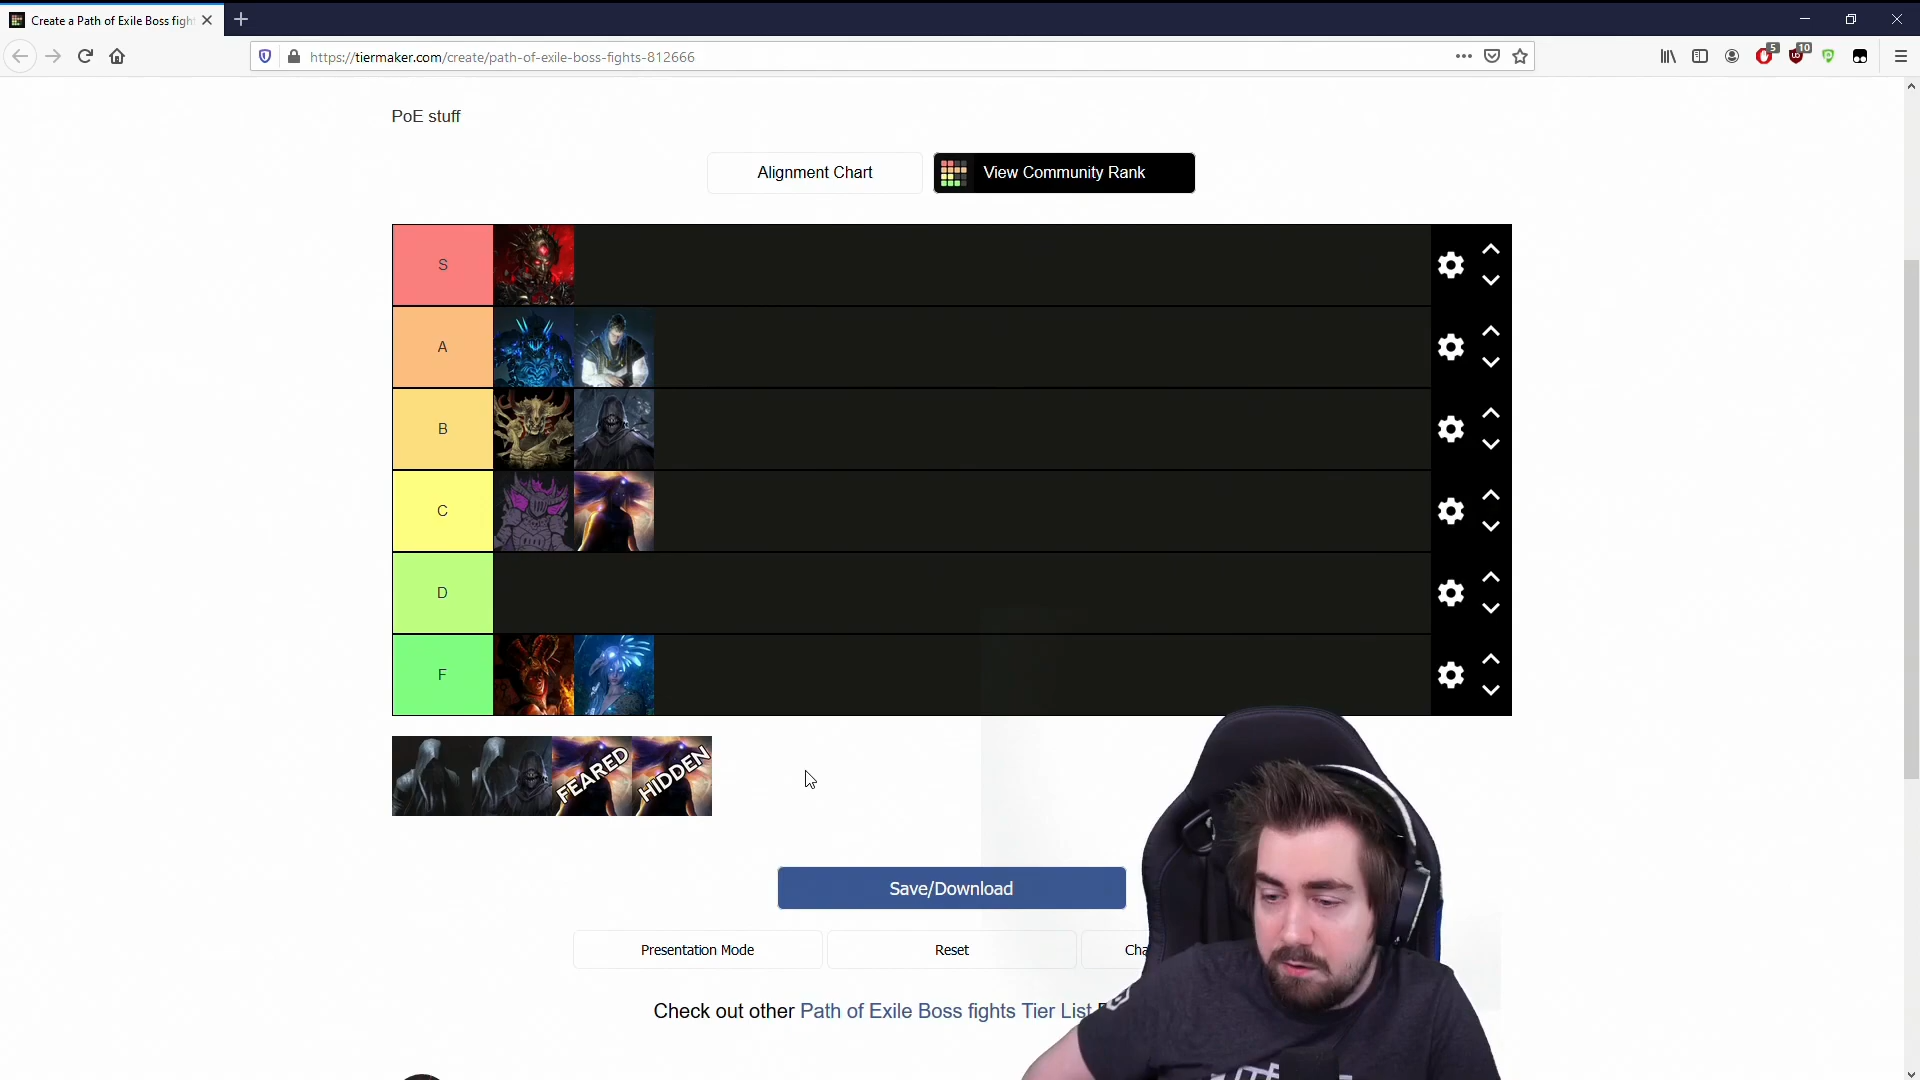 Create a Path of Exile Boss figh
https://tiermaker.com/create/path-of-exile-boss-fights-812666
5
10
PoE stuff
Alignment Chart
View Community Rank
S
A
B
C
D
F
FEARED
HIDDEN
Save/Download
Presentation Mode
Reset
Cha
Check out other Path of Exile Boss fights Tier List